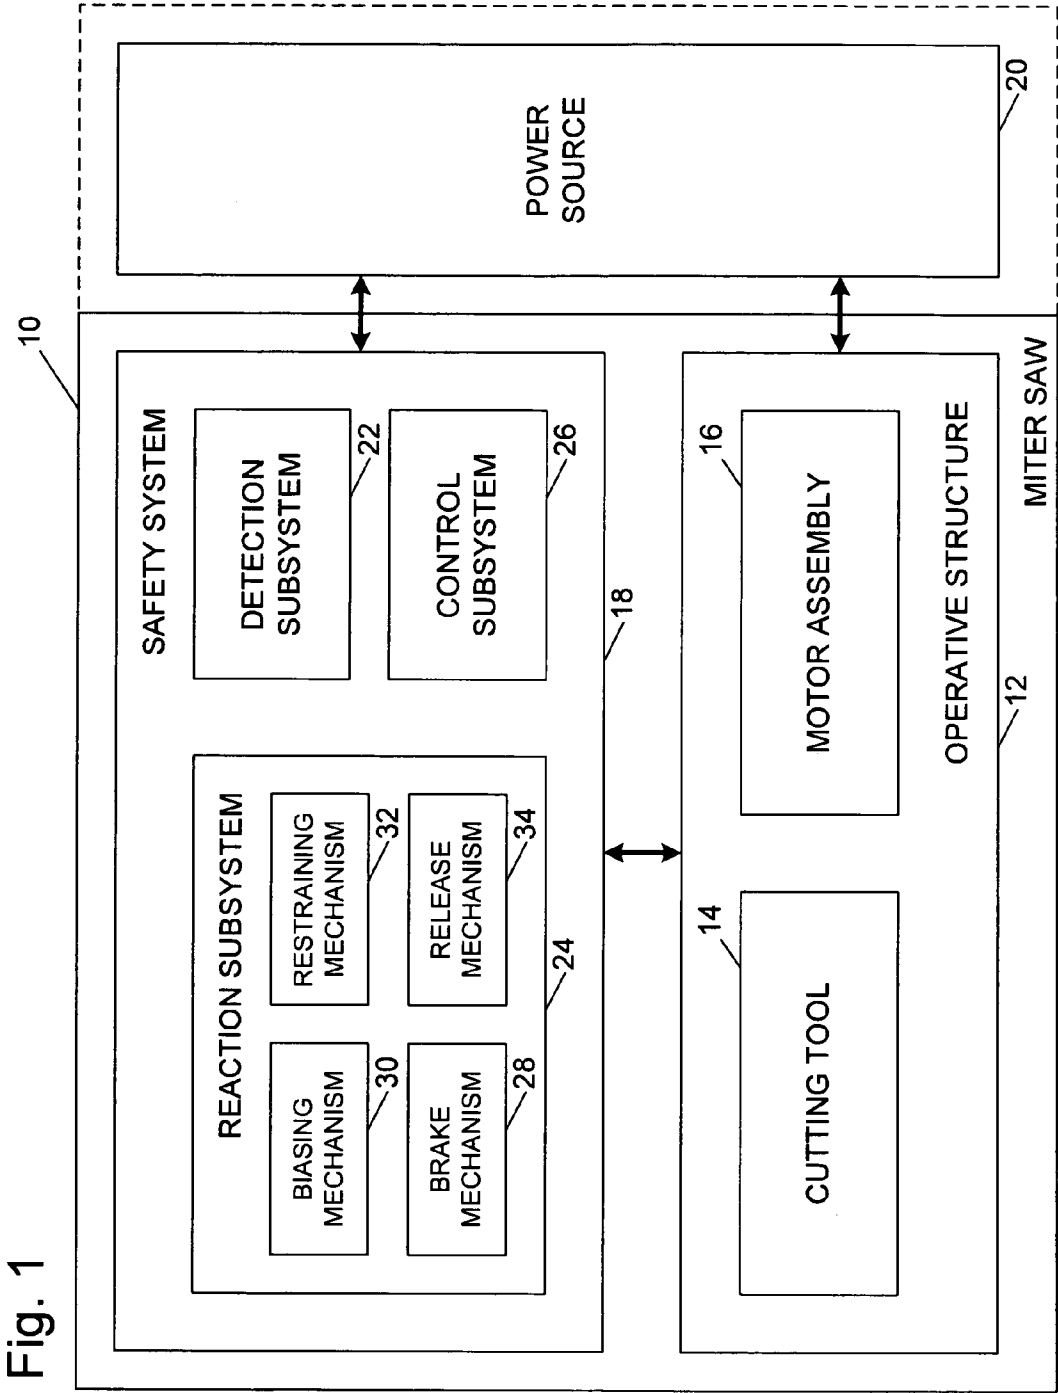 Fig. 1
10
SAFETY SYSTEM
REACTION SUBSYSTEM
BIASING
MECHANISM
30
RESTRAINING
MECHANISM
32
BRAKE
MECHANISM
28
RELEASE
MECHANISM
34
24
DETECTION
SUBSYSTEM
22
CONTROL
SUBSYSTEM
26
18
CUTTING TOOL
14
MOTOR ASSEMBLY
16
OPERATIVE STRUCTURE
12
MITER SAW
POWER
SOURCE
20